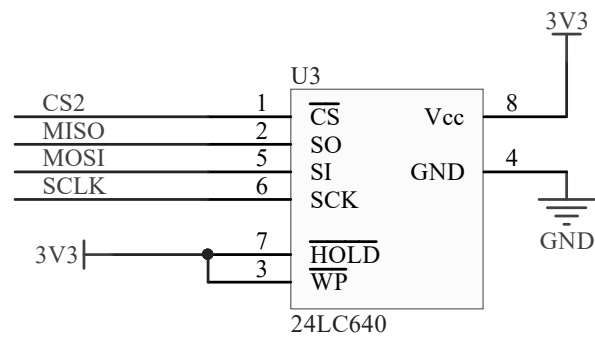 3V3
U3
CS2 1 CS Vcc 8
MISO 2 SO
MOSI 5 SI GND 4
SCLK 6 SCK
GND
3V3 7 HOLD
3 WP
24LC640